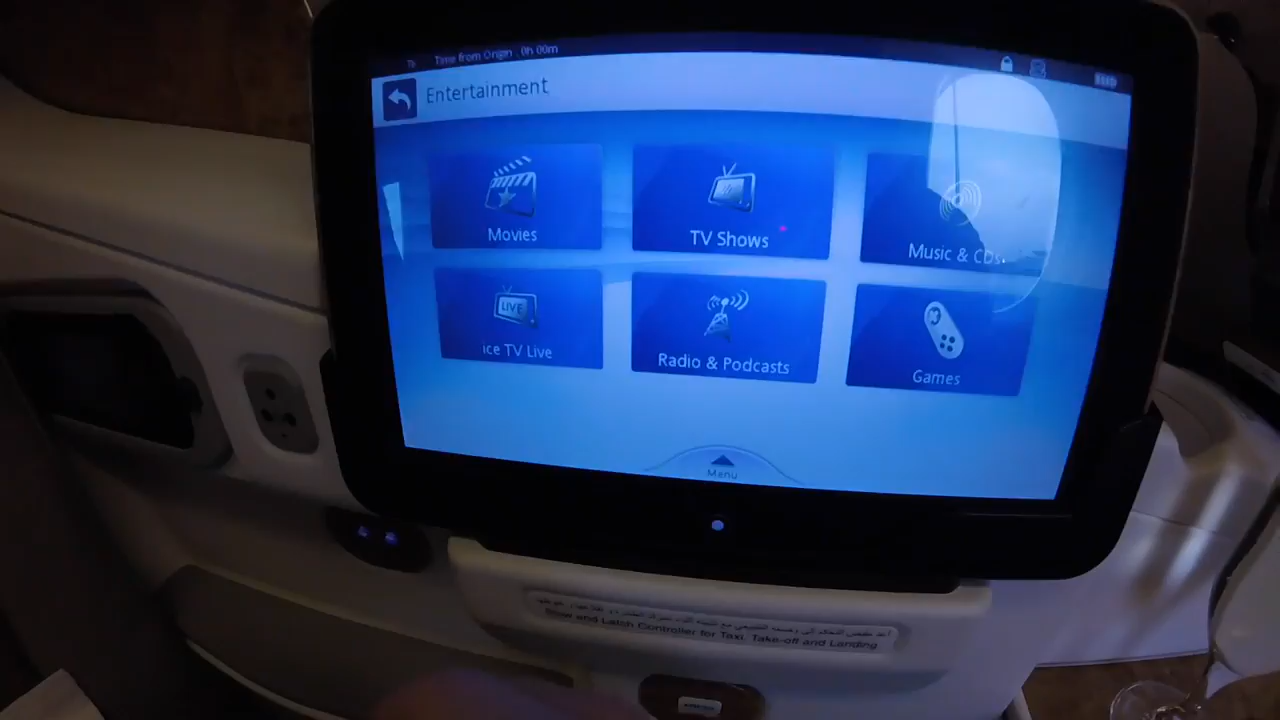 Time from Origin 0h 00m
Entertainment
Movies
TV Shows
Music & CDs
LIVE
ice TV Live
Radio & Podcasts
Games
Menu
Stow and Latch Controller for Taxi, Take-off and Landing